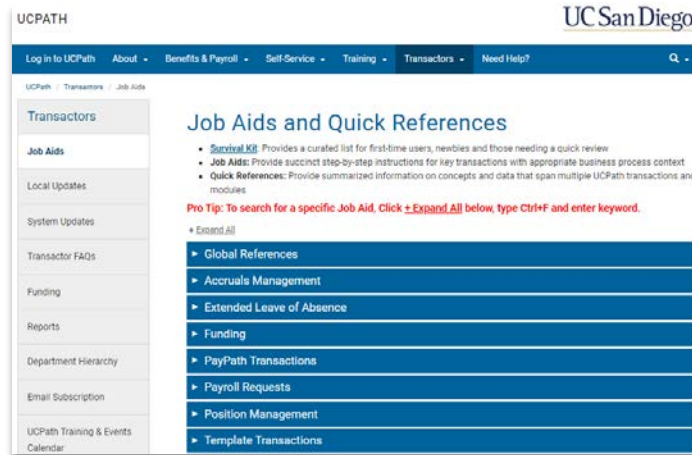 UCPATH
UC San Diego
Log in to UCPath About Benefits & Payroll Self-Service Training Transactors Need Help?
UCPath / Transactors / Job Aids
Transactors
Job Aids
Local Updates
System Updates
Transactor FAQs
Funding
Reports
Department Hierarchy
Email Subscription
UCPath Training & Events
Calendar
Job Aids and Quick References
• Survival Kit: Provides a curated list for first-time users, newbies and those needing a quick review
• Job Aids: Provide succinct step-by-step instructions for key transactions with appropriate business process context
• Quick References: Provide summarized information on concepts and data that span multiple UCPath transactions and
modules
Pro Tip: To search for a specific Job Aid, Click + Expand All below, type Ctrl+F and enter keyword.
+ Expand All
Global References
Accruals Management
Extended Leave of Absence
Funding
PayPath Transactions
Payroll Requests
Position Management
Template Transactions